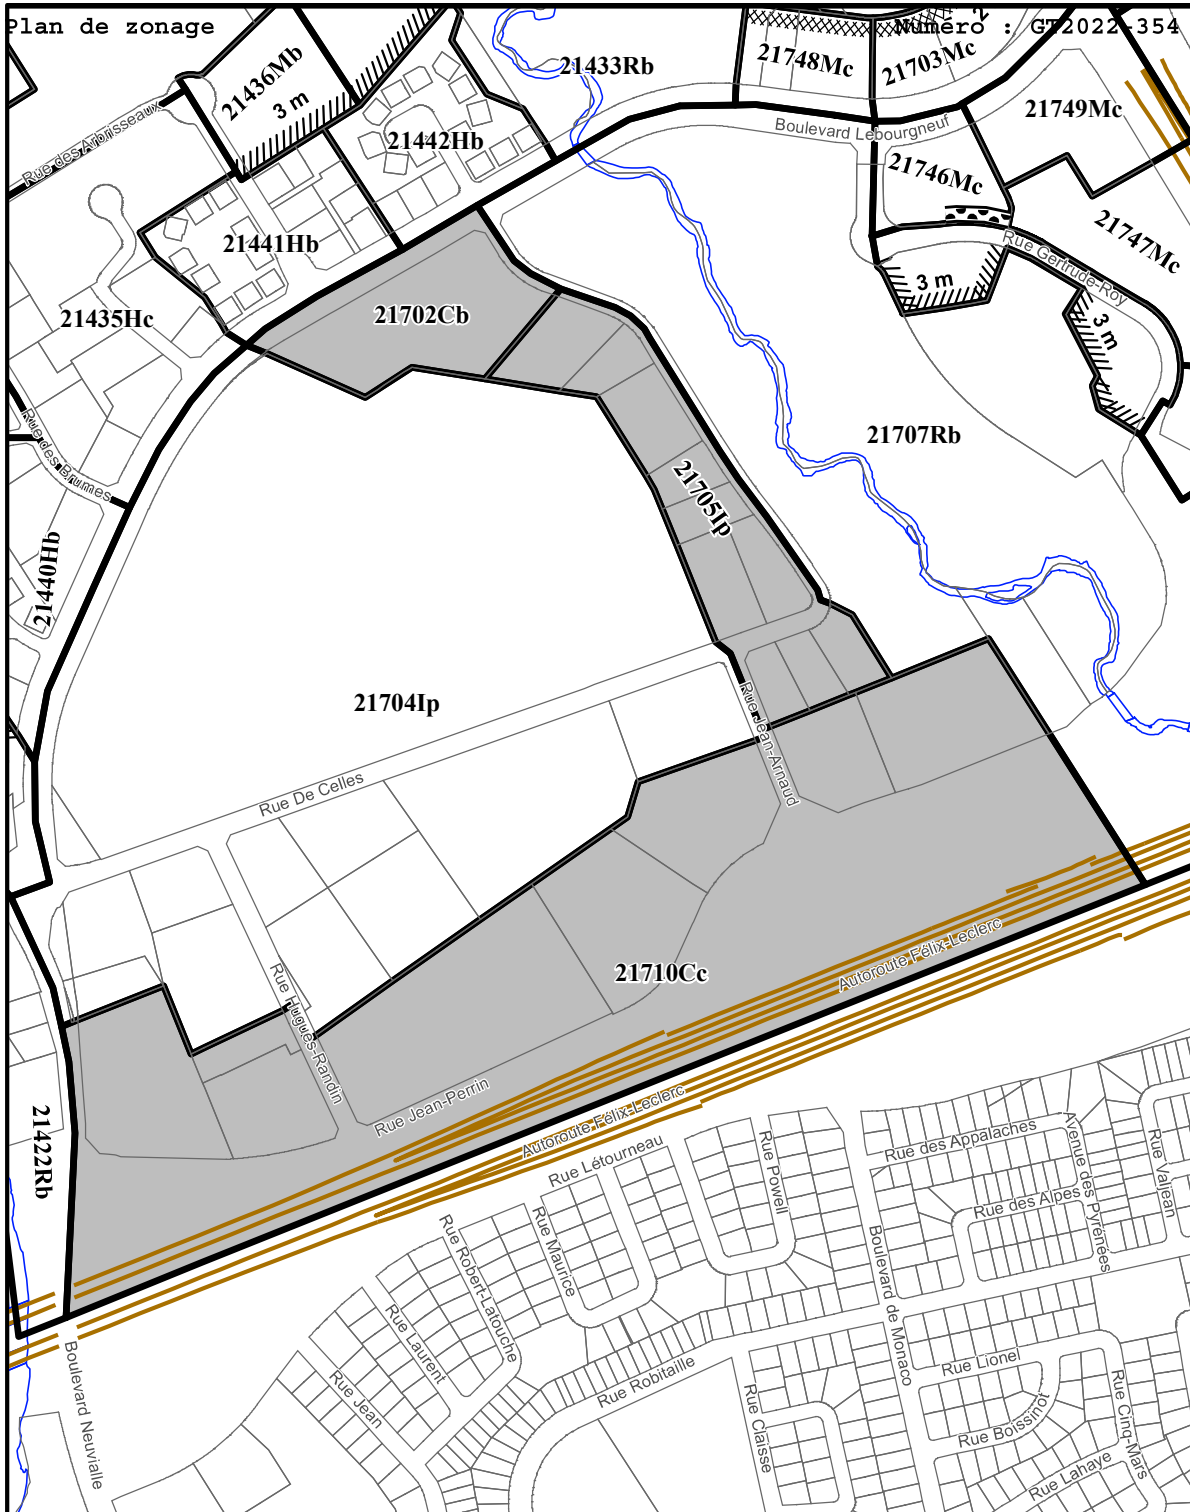 Plan de zonage
Numéro : GT2022-354
21436Mb
3 m
21433Rb
21748Mc
21703Mc
21749Mc
21442Hb
Boulevard Lebourgneuf
Rue des Arbrisseaux
21746Mc
21441Hb
21747Mc
Rue Gertrude-Roy
3 m
3 m
21435Hc
21702Cb
21707Rb
Rue des Brumes
21705Ip
21440Hb
21704Ip
Rue Jean-Arnaud
Rue De Celles
21710Cc
Autoroute Félix-Leclerc
Rue Hugues-Randin
Rue Jean-Perrin
Autoroute Félix-Leclerc
21422Rb
Rue Létourneau
Rue Powell
Rue des Appalaches
Avenue des Pyrénées
Rue Valjean
Rue des Alpes
Rue Maurice
Rue Robert-Latouche
Rue Laurent
Boulevard de Monaco
Rue Jean
Boulevard Neuvialle
Rue Robitaille
Rue Lionel
Rue Claisse
Rue Boissinot
Rue Cinq-Mars
Rue Lahaye